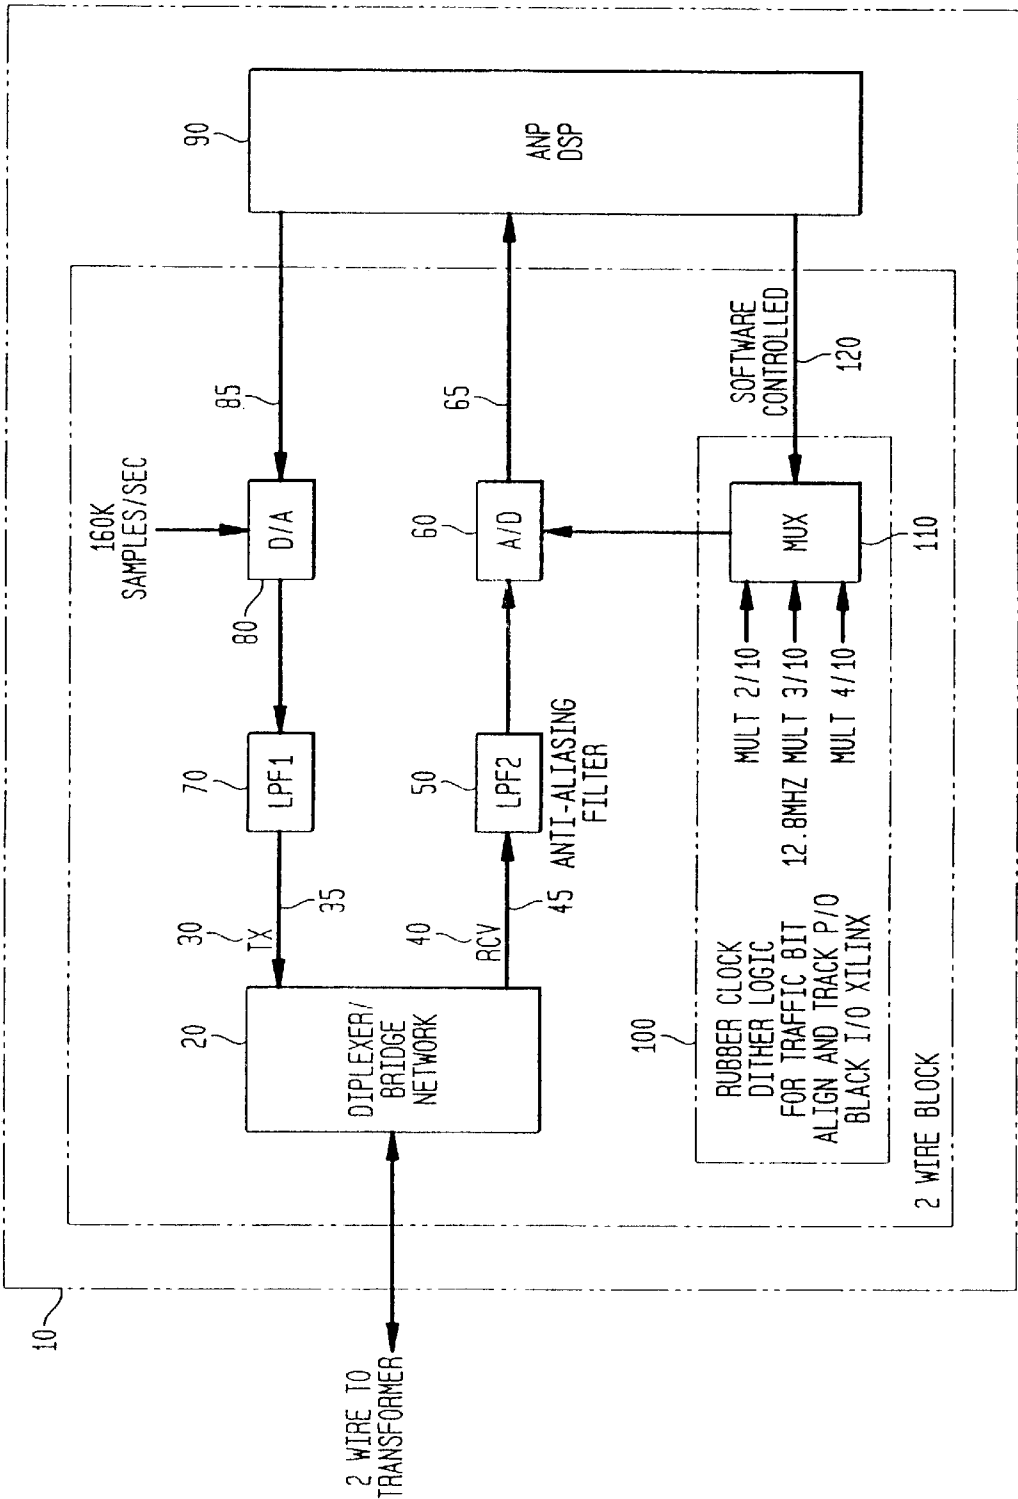 10
2 WIRE TO
TRANSFORMER
20
DIPLEXER/
BRIDGE
NETWORK
30
TX
35
70
LPF1
80
D/A
160K
SAMPLES/SEC
85
90
ANP
DSP
40
RCV
45
50
LPF2
ANTI-ALIASING
FILTER
60
A/D
65
100
RUBBER CLOCK
DITHER LOGIC
FOR TRAFFIC BIT
ALIGN AND TRACK P/O
BLACK I/O XILINX
MULT 2/10
12.8MHZ MULT 3/10
MULT 4/10
MUX
110
SOFTWARE
CONTROLLED
120
2 WIRE BLOCK